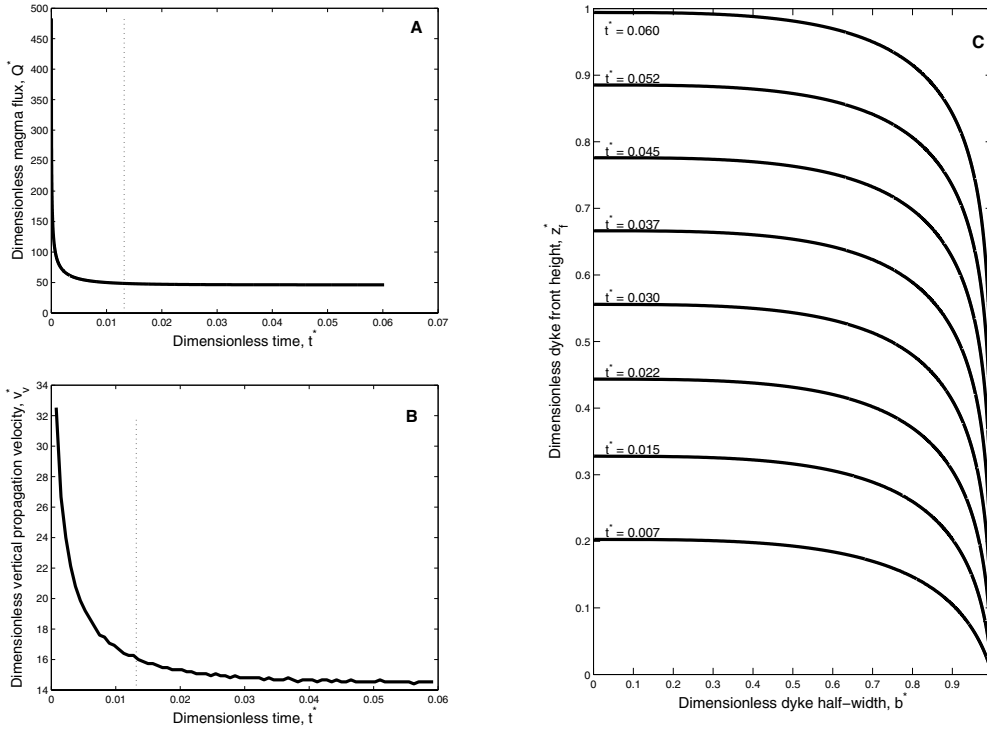 A
Dimensionless magma flux, Q*
500
450
400
350
300
250
200
150
100
50
0
0 0.01 0.02 0.03 0.04 0.05 0.06 0.07
Dimensionless time, t*
B
Dimensionless vertical propagation velocity, v_v*
34
32
30
28
26
24
22
20
18
16
14
0 0.01 0.02 0.03 0.04 0.05 0.06
Dimensionless time, t*
C
Dimensionless dyke front height, z_f*
1
0.9
0.8
0.7
0.6
0.5
0.4
0.3
0.2
0.1
0
t* = 0.060
t* = 0.052
t* = 0.045
t* = 0.037
t* = 0.030
t* = 0.022
t* = 0.015
t* = 0.007
0 0.1 0.2 0.3 0.4 0.5 0.6 0.7 0.8 0.9
Dimensionless dyke half−width, b*